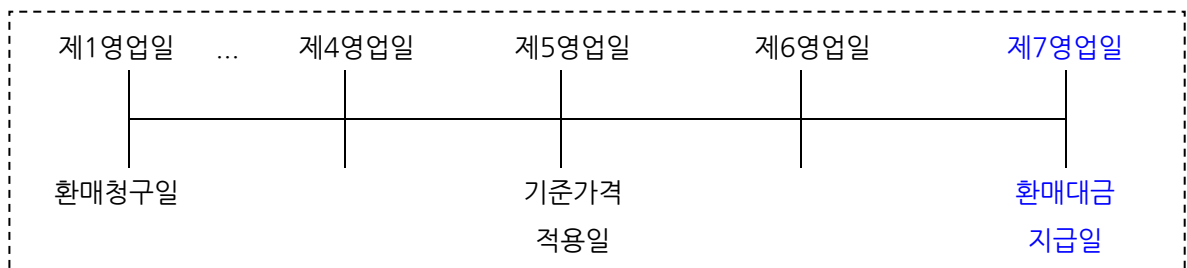 제1영업일 ... 제4영업일 제5영업일 제6영업일 제7영업일
환매청구일 기준가격 환매대금
적용일 지급일